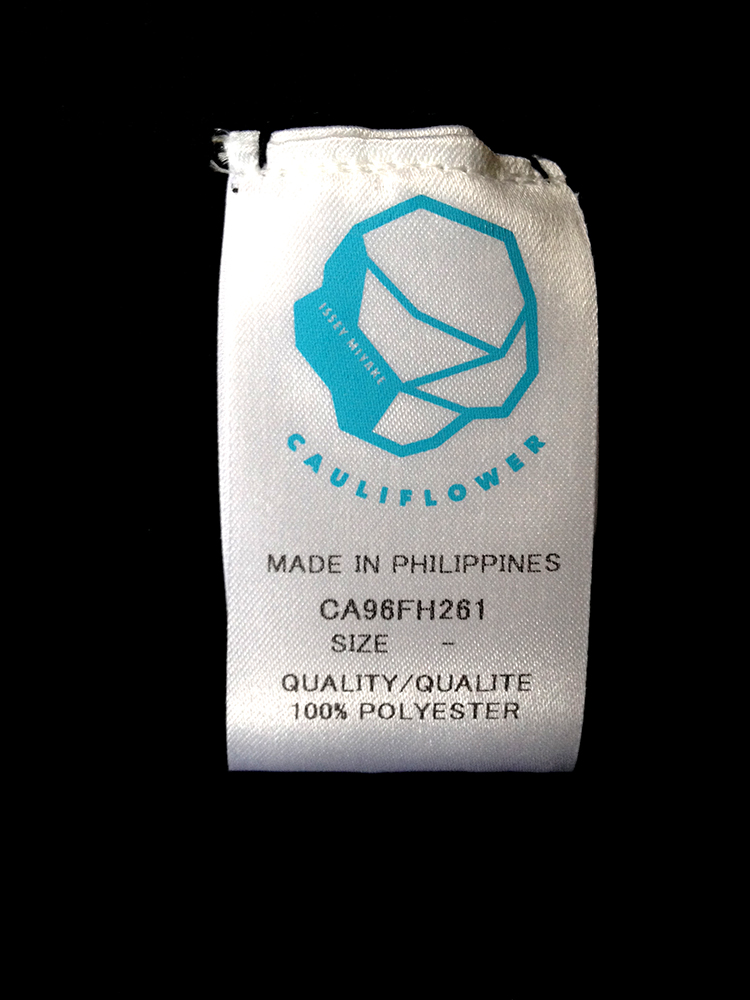 ISSEY MIYAKE
CAULIFLOWER
MADE IN PHILIPPINES
CA96FH261
SIZE -
QUALITY/QUALITE
100% POLYESTER